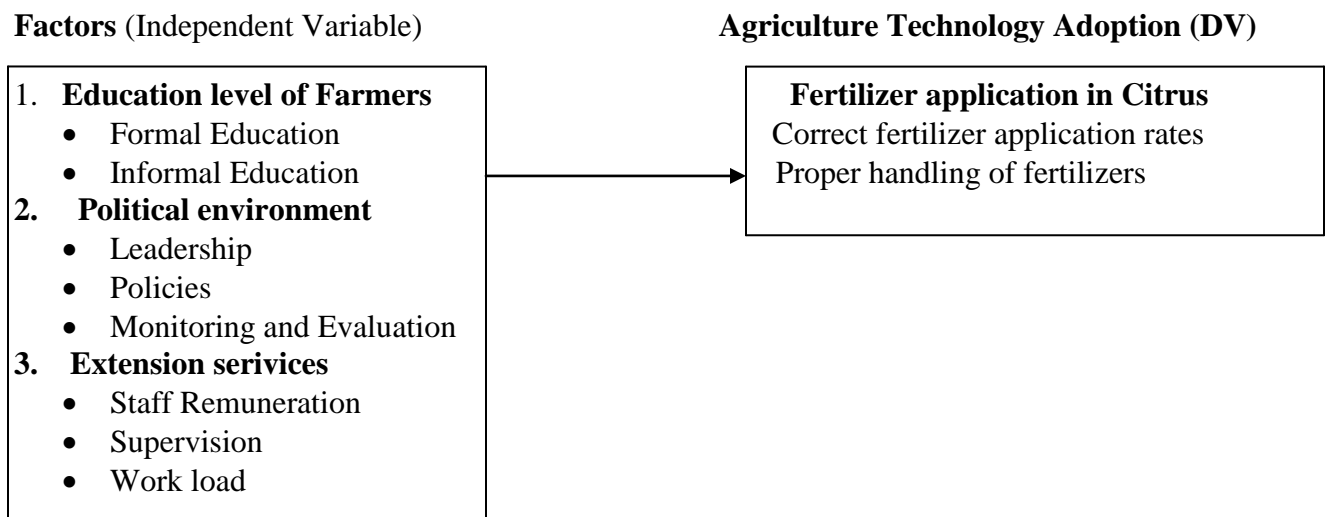 Factors (Independent Variable)
Agriculture Technology Adoption (DV)
1. Education level of Farmers
• Formal Education
• Informal Education
2. Political environment
• Leadership
• Policies
• Monitoring and Evaluation
3. Extension serivices
• Staff Remuneration
• Supervision
• Work load
Fertilizer application in Citrus
Correct fertilizer application rates
Proper handling of fertilizers